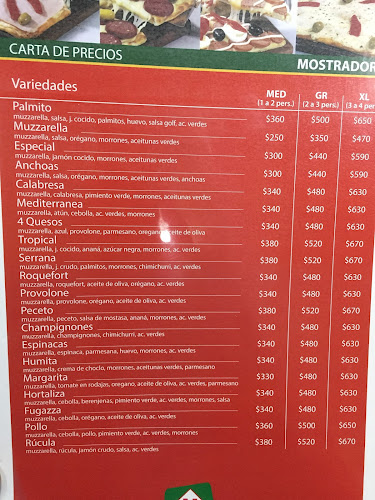 CARTA DE PRECIOS
MOSTRADOR
Variedades MED GR XL
(1 a 2 pers.) (2 a 3 pers.) (3 a 4 per
Palmito
muzzarella, salsa, j. cocido, palmitos, huevo, salsa golf, ac. verdes $360 $500 $650
Muzzarella
muzzarella, salsa, orégano, morrones, aceitunas verdes $250 $350 $470
Especial
muzzarella, jamón cocido, morrones, aceitunas verdes $300 $440 $590
Anchoas
muzzarella, salsa, orégano, morrones, aceitunas verdes, anchoas $300 $440 $590
Calabresa
muzzarella, calabresa, pimiento verde, morrones, aceitunas verdes $340 $480 $630
Mediterranea
muzzarella, atún, cebolla, ac. verdes, morrones $340 $480 $630
4 Quesos
muzzarella, azul, provolone, parmesano, oregano, aceite de oliva $340 $480 $630
Tropical
muzzarella, j. cocido, ananá, azúcar negra, morrones, ac. verdes $380 $520 $670
Serrana
muzzarella, j. crudo, palmitos, morrones, chimichurri, ac. verdes $380 $520 $670
Roquefort
muzzarella, roquefort, aceite de oliva, orégano, ac. verdes $340 $480 $630
Provolone
muzzarella, provolone, orégano, aceite de oliva, ac. verdes $340 $480 $630
Peceto
muzzarella, peceto, salsa de mostasa, ananá, morrones, ac. verdes $380 $520 $670
Champignones
muzzarella, champignones, chimichurri, ac. verdes $340 $480 $630
Espinacas
muzzarella, espinaca, parmesana, huevo, morrones, ac. verdes $340 $480 $630
Humita
muzzarella, crema de choclo, morrones, aceitunas verdes, parmesano $340 $480 $630
Margarita
muzzarella, tomate en rodajas, oregano, aceite de oliva, ac. verdes, parmesano $330 $480 $630
Hortaliza
muzzarella, cebolla, berenjenas, pimiento verde, ac. verdes, morrones, salsa $340 $480 $630
Fugazza
muzzarella, cebolla, orégano, aceite de oliva, ac. verdes $340 $480 $630
Pollo
muzzarella, cebolla, pollo, pimiento verde, ac. verdes, morrones $360 $500 $650
Rúcula
muzzarella, rúcula, jamón crudo, salsa, ac. verdes $380 $520 $670